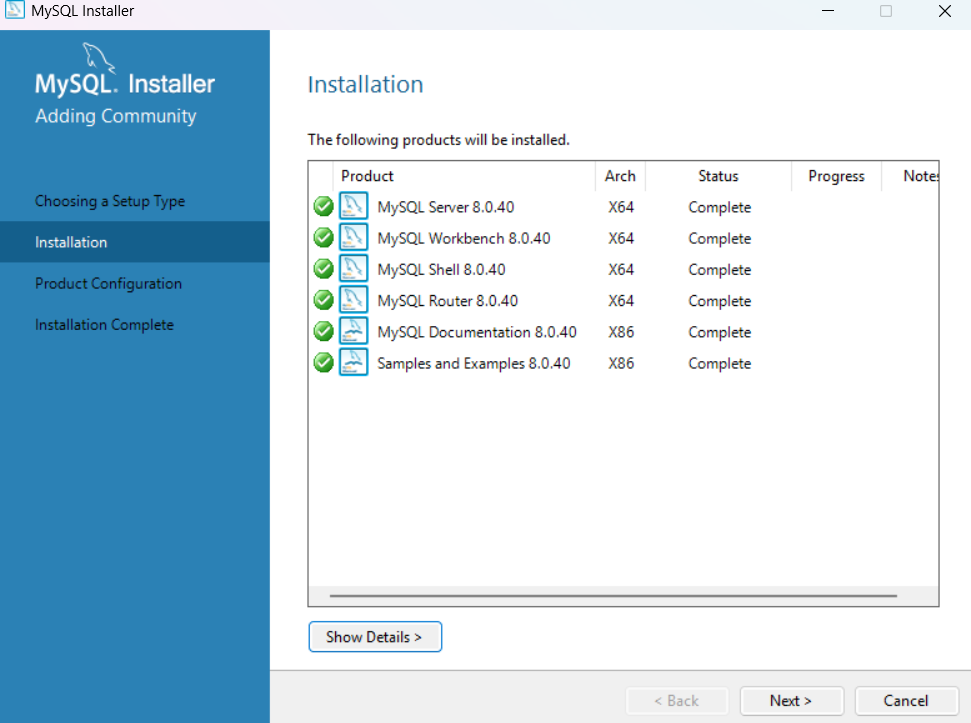 MySQL Installer
MySQL. Installer
Adding Community
Choosing a Setup Type
Installation
Product Configuration
Installation Complete
Installation
The following products will be installed.
Product Arch Status Progress Notes
MySQL Server 8.0.40 X64 Complete
MySQL Workbench 8.0.40 X64 Complete
MySQL Shell 8.0.40 X64 Complete
MySQL Router 8.0.40 X64 Complete
MySQL Documentation 8.0.40 X86 Complete
Samples and Examples 8.0.40 X86 Complete
Show Details >
< Back Next > Cancel